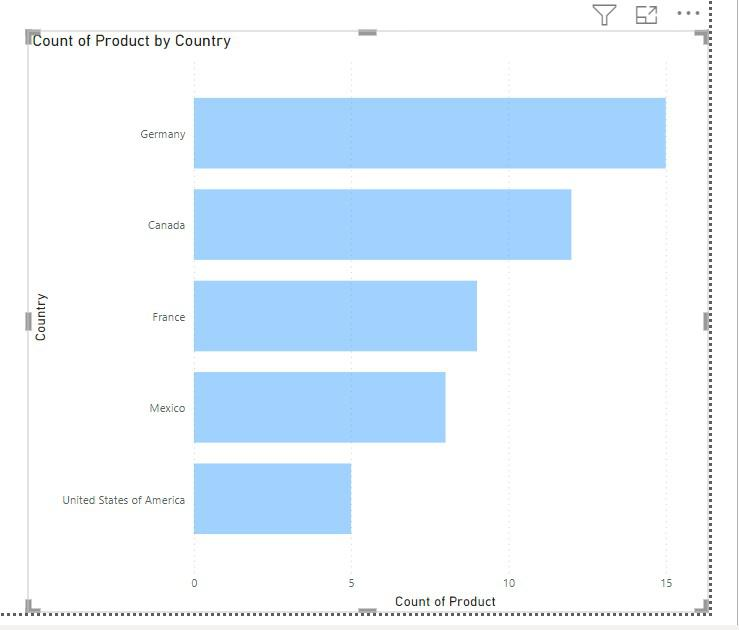 Count of Product by Country
Germany
Canada
France
Mexico
United States of America
Country
0 5 10 15
Count of Product